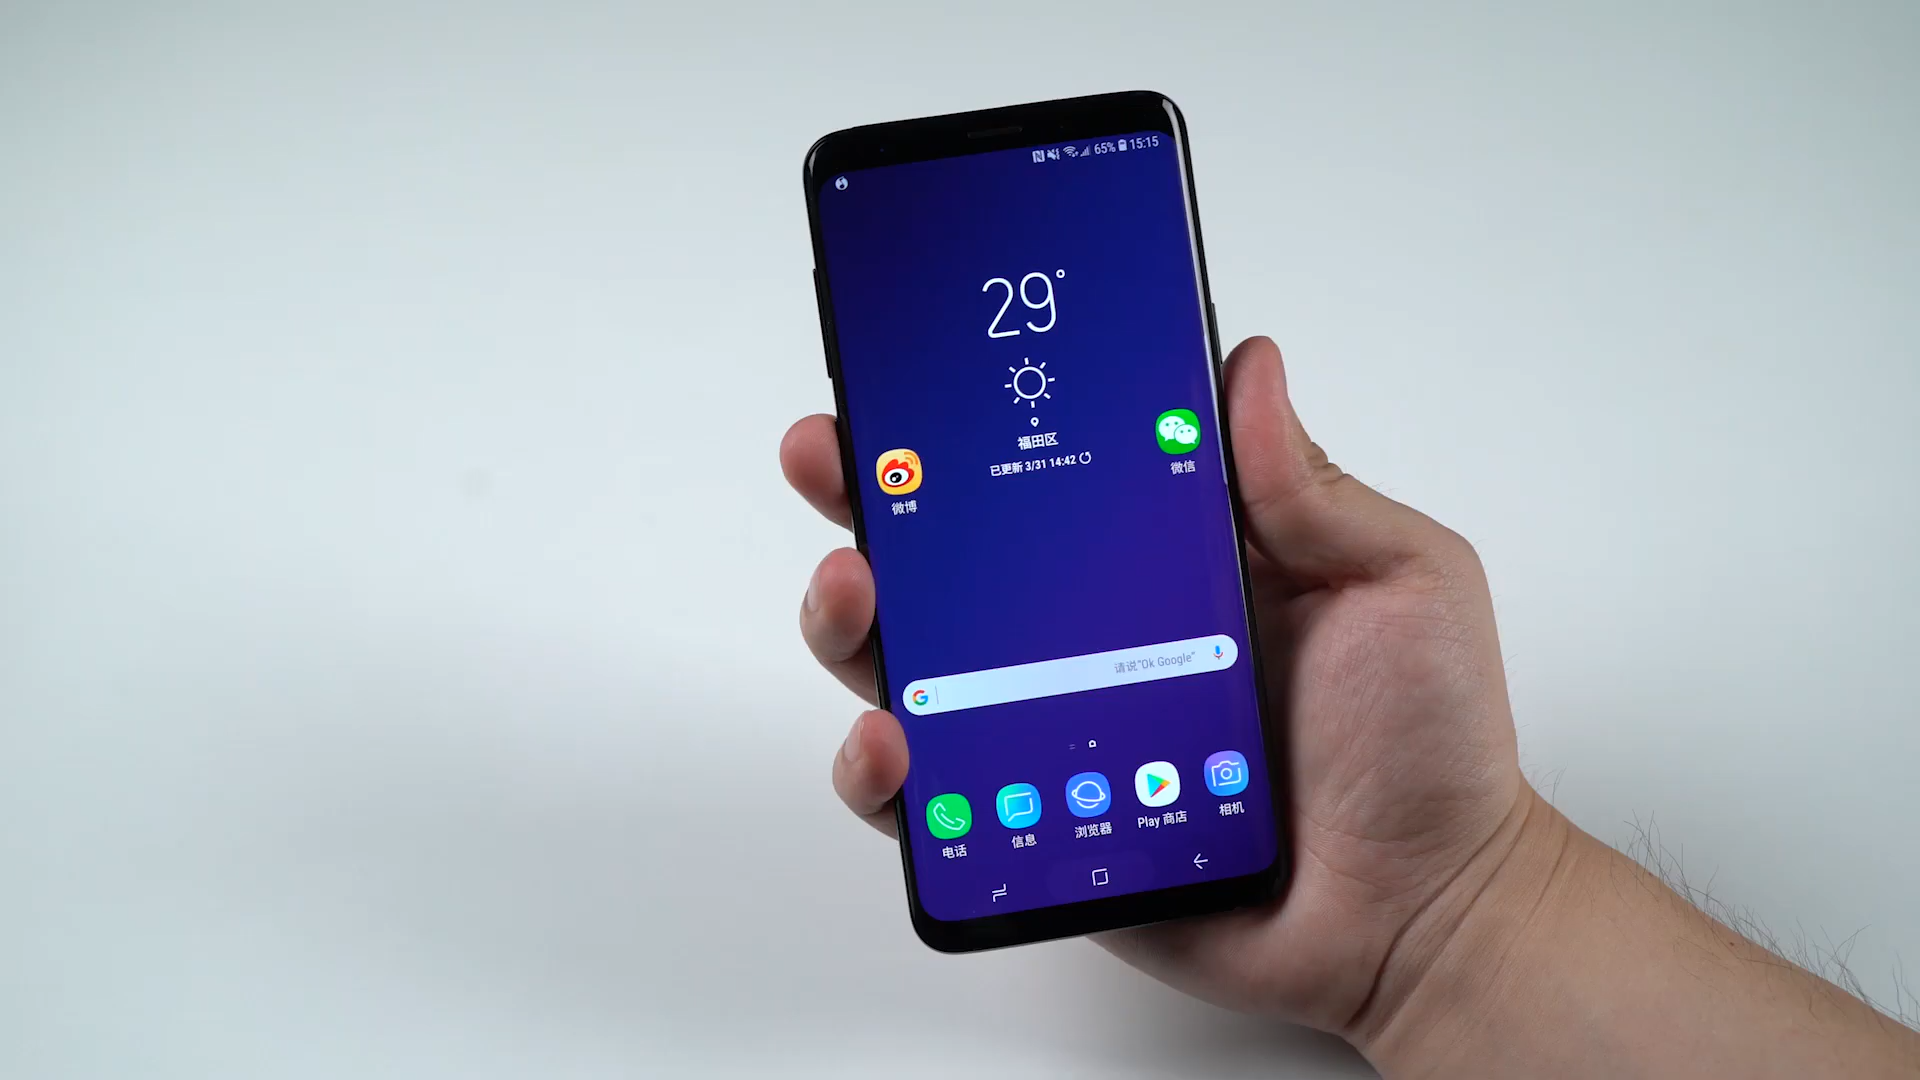 65% 15:15
29°
福田区
已更新 3/31 14:42
微博
微信
请说"Ok Google"
电话
信息
浏览器
Play 商店
相机